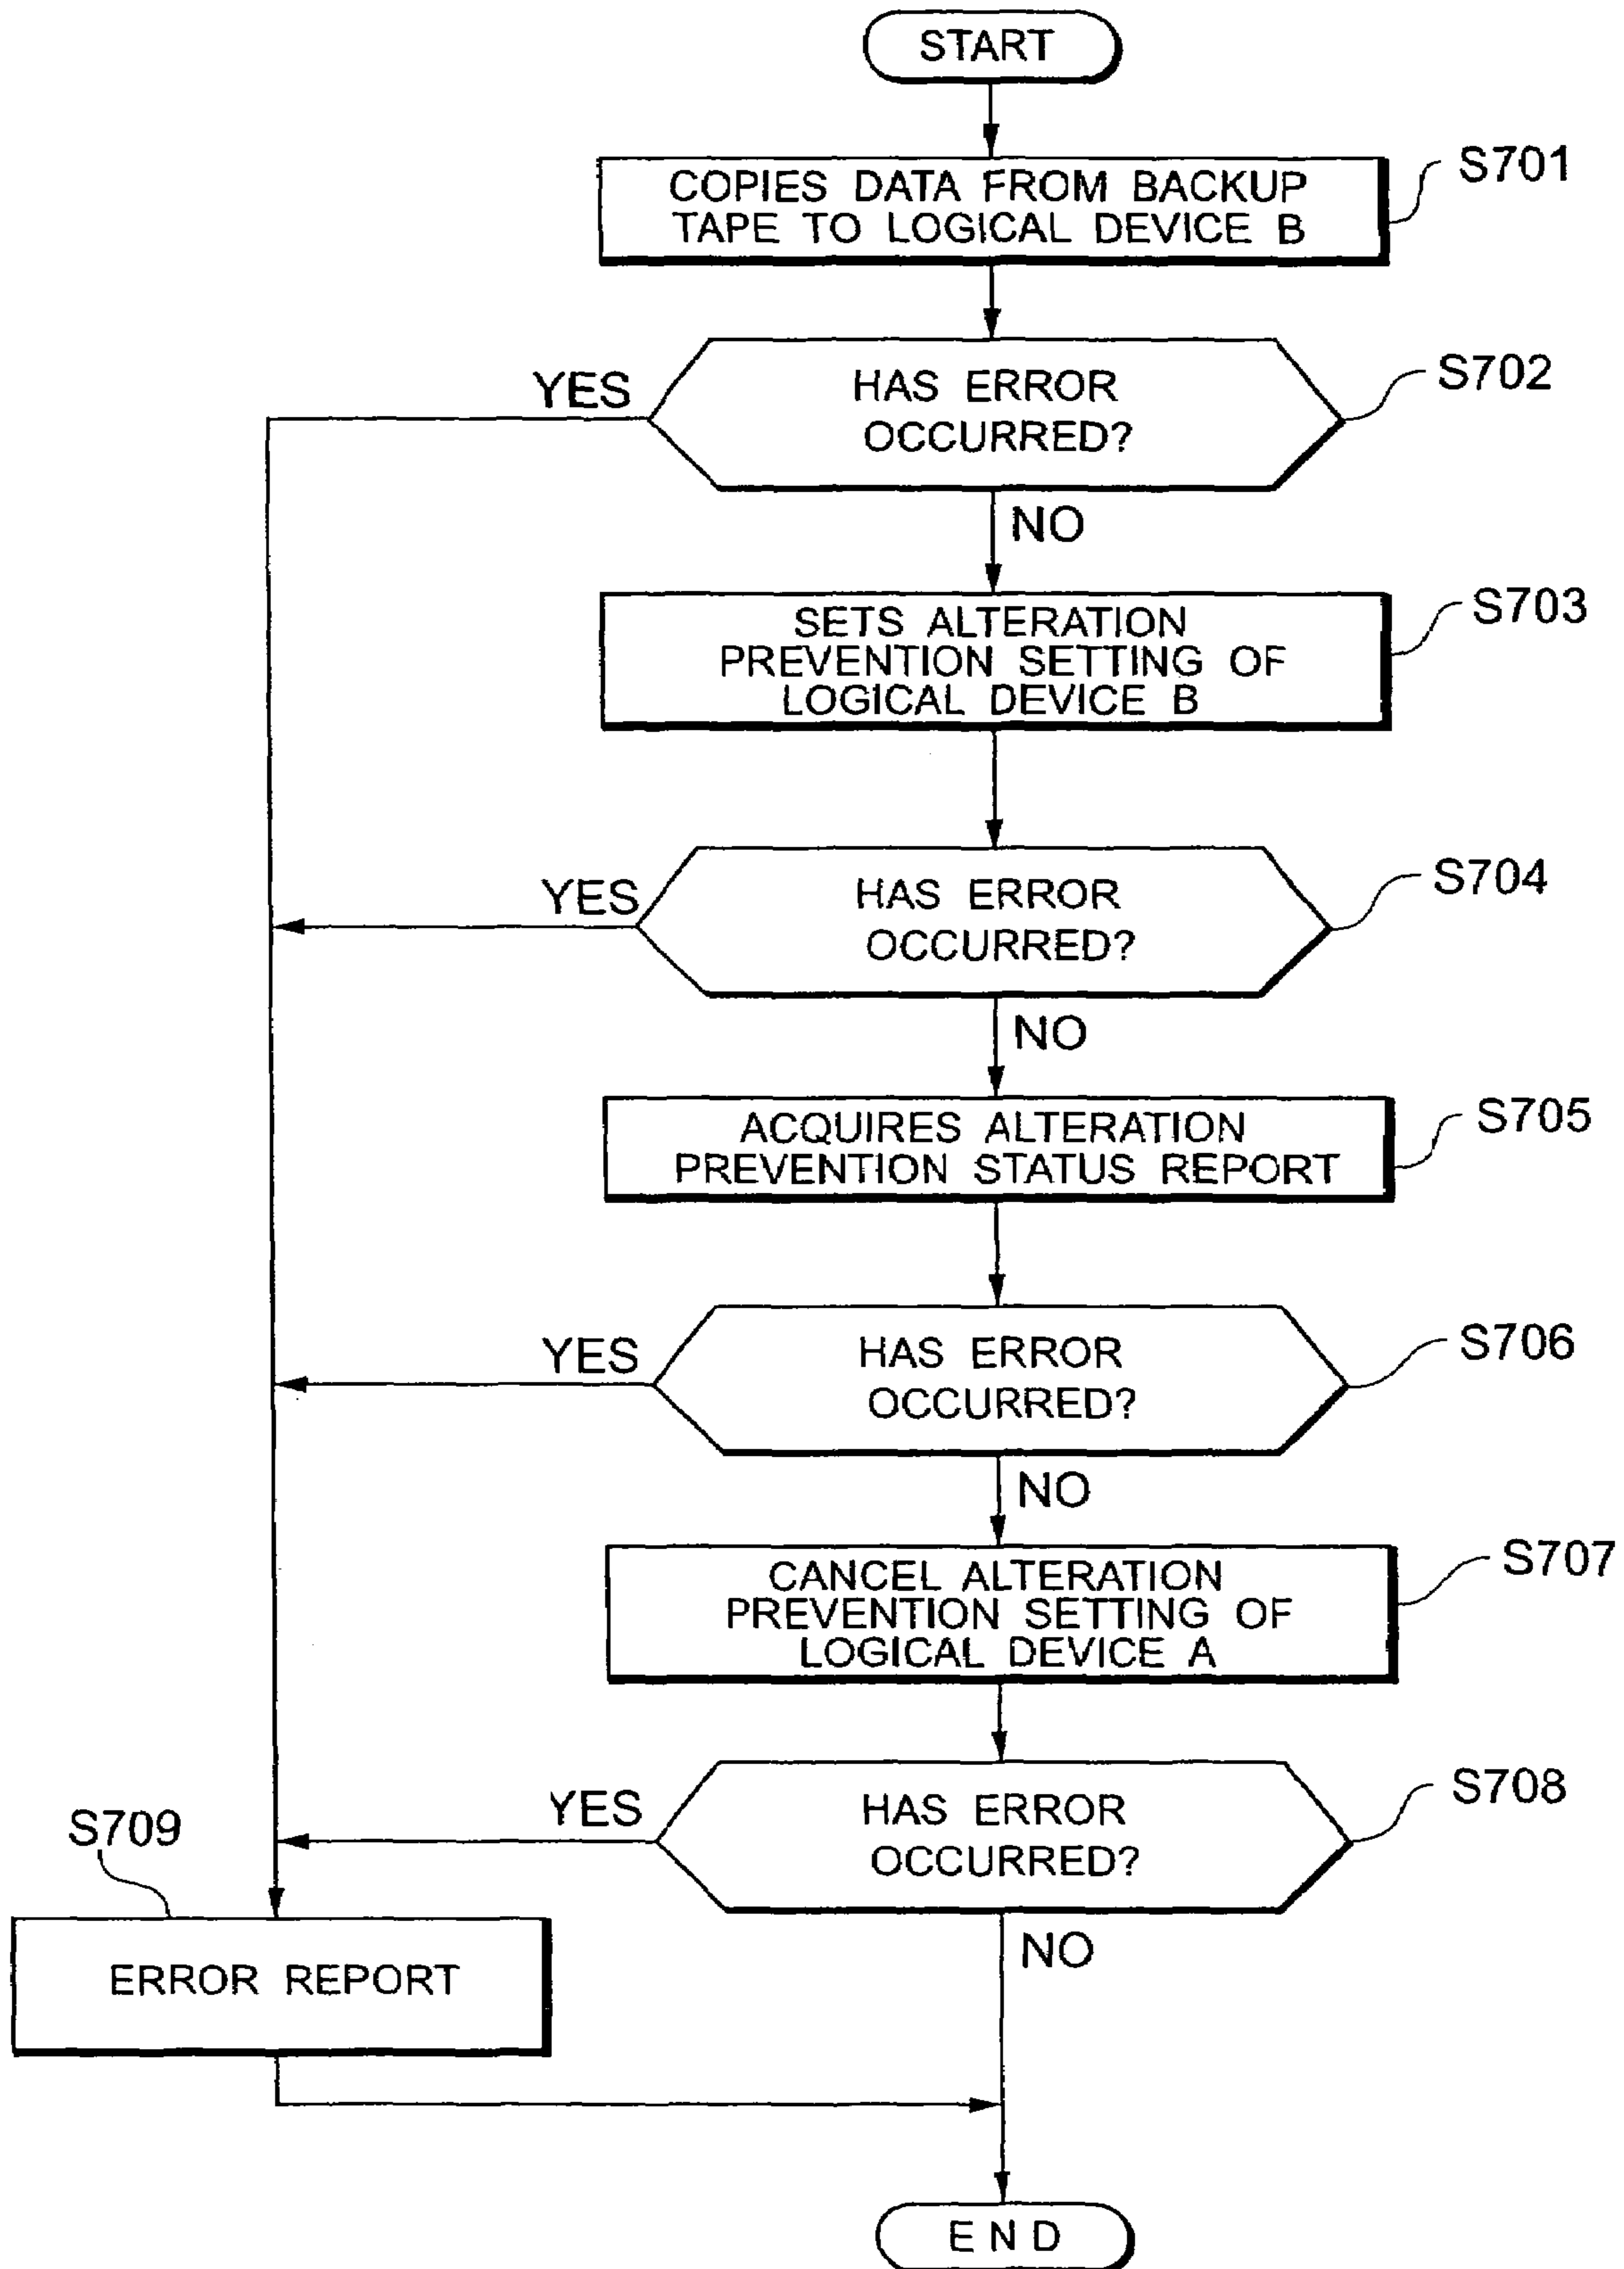 START
COPIES DATA FROM BACKUP
TAPE TO LOGICAL DEVICE B
S701
HAS ERROR
OCCURRED?
S702
YES
NO
SETS ALTERATION
PREVENTION SETTING OF
LOGICAL DEVICE B
S703
HAS ERROR
OCCURRED?
S704
YES
NO
ACQUIRES ALTERATION
PREVENTION STATUS REPORT
S705
HAS ERROR
OCCURRED?
S706
YES
NO
CANCEL ALTERATION
PREVENTION SETTING OF
LOGICAL DEVICE A
S707
HAS ERROR
OCCURRED?
S708
YES
NO
S709
ERROR REPORT
END